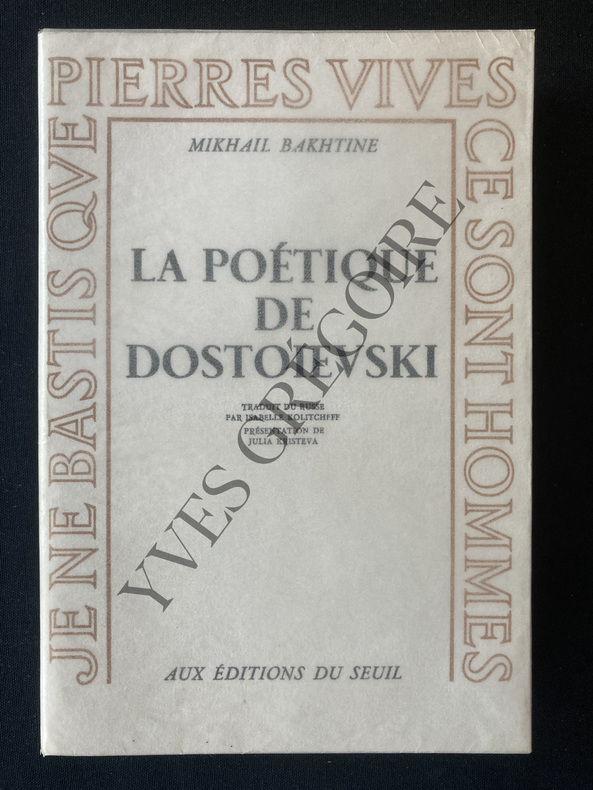 JE NE BASTIS QVE
PIERRES VIVES
CE SONT HOMMES
MIKHAIL BAKHTINE
LA POÉTIQUE
DE
DOSTOÏEVSKI
TRADUIT DU RUSSE
PAR ISABELLE KOLITCHEFF
PRÉSENTATION DE
JULIA KRISTEVA
AUX ÉDITIONS DU SEUIL
YVES GRÉGOIRE